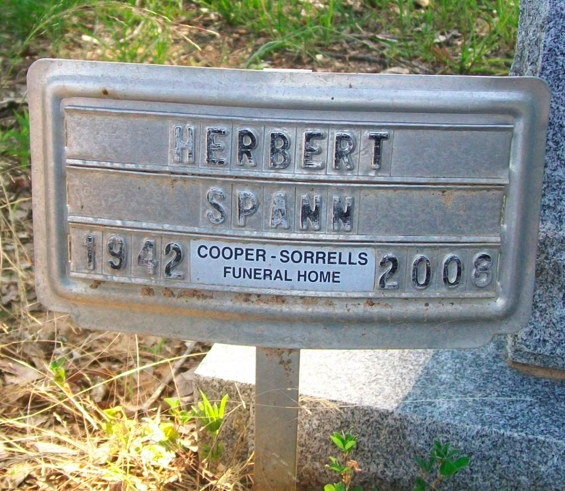 HERBERT
SPANN
1942 COOPER - SORRELLS FUNERAL HOME 2008